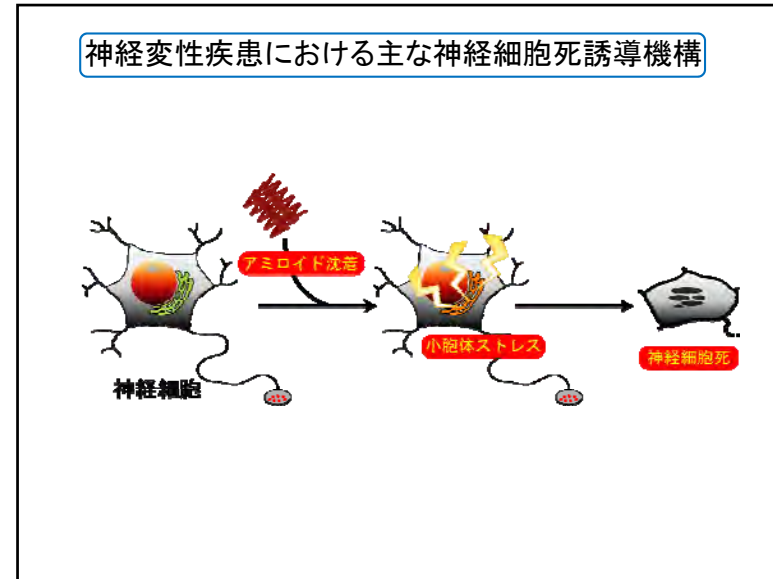 神経変性疾患における主な神経細胞死誘導機構
アミロイド沈着
小胞体ストレス
神経細胞死
神経細胞